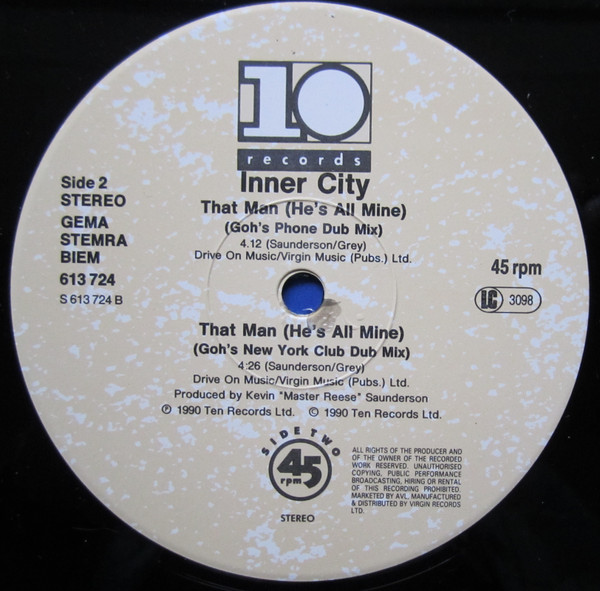 10
records
Inner City
Side 2
STEREO
GEMA
STEMRA
BIEM
613 724
S 613 724 B
That Man (He's All Mine)
(Goh's Phone Dub Mix)
4.12 (Saunderson/Grey)
Drive On Music/Virgin Music (Pubs.) Ltd.
45 rpm
LC 3098
That Man (He's All Mine)
(Goh's New York Club Dub Mix)
4:26 (Saunderson/Grey)
Drive On Music/Virgin Music (Pubs.) Ltd.
Produced by Kevin "Master Reese" Saunderson
℗ 1990 Ten Records Ltd. © 1990 Ten Records Ltd.
SIDE TWO
45
rpm
STEREO
ALL RIGHTS OF THE PRODUCER AND
OF THE OWNER OF THE RECORDED
WORK RESERVED. UNAUTHORISED
COPYING, PUBLIC PERFORMANCE
BROADCASTING, HIRING OR RENTAL
OF THIS RECORDING PROHIBITED.
MARKETED BY AVL, MANUFACTURED
& DISTRIBUTED BY VIRGIN RECORDS
LTD.